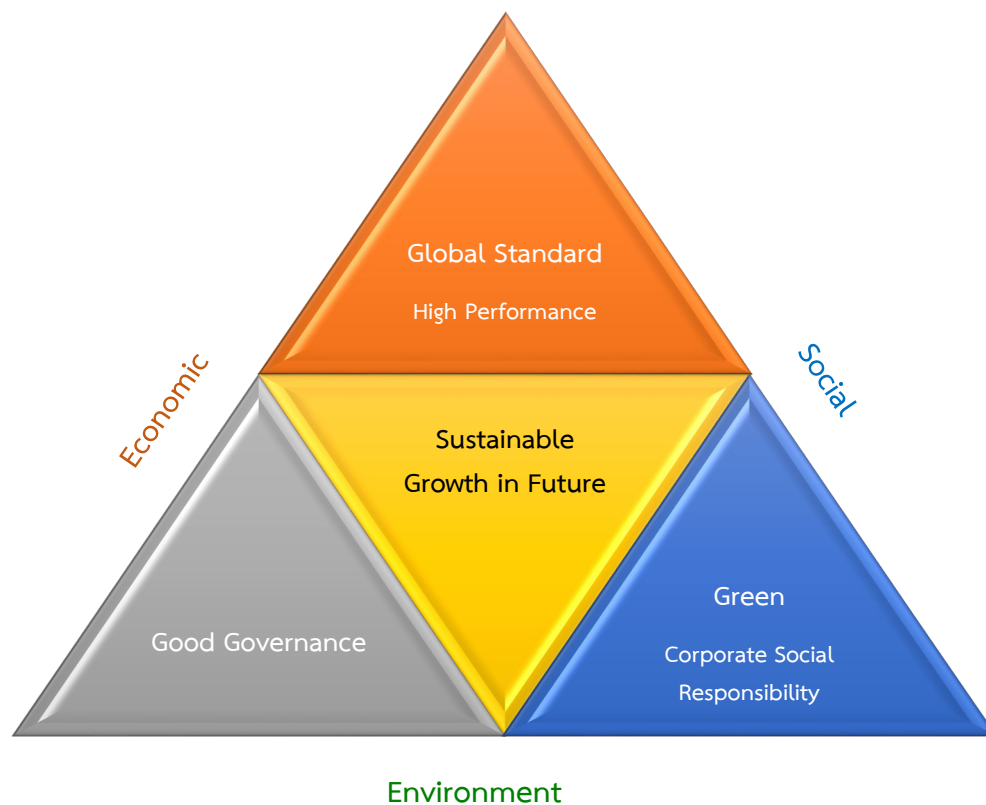 Global Standard
High Performance
Economic
Social
Sustainable
Growth in Future
Good Governance
Green
Corporate Social
Responsibility
Environment